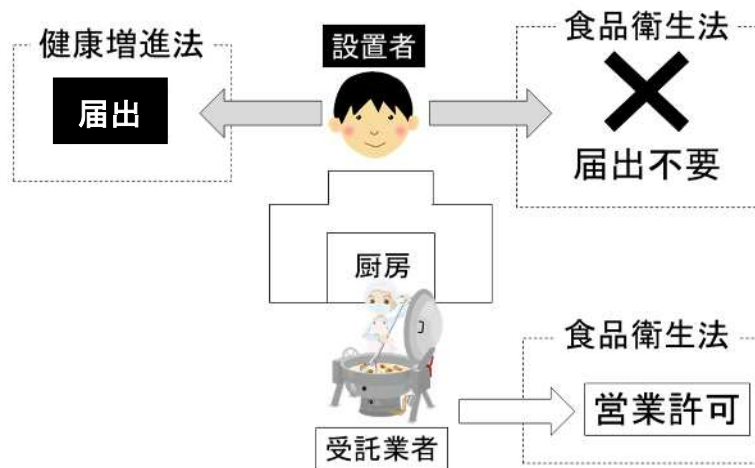 健康増進法
届出
設置者
食品衛生法
届出不要
厨房
受託業者
食品衛生法
営業許可